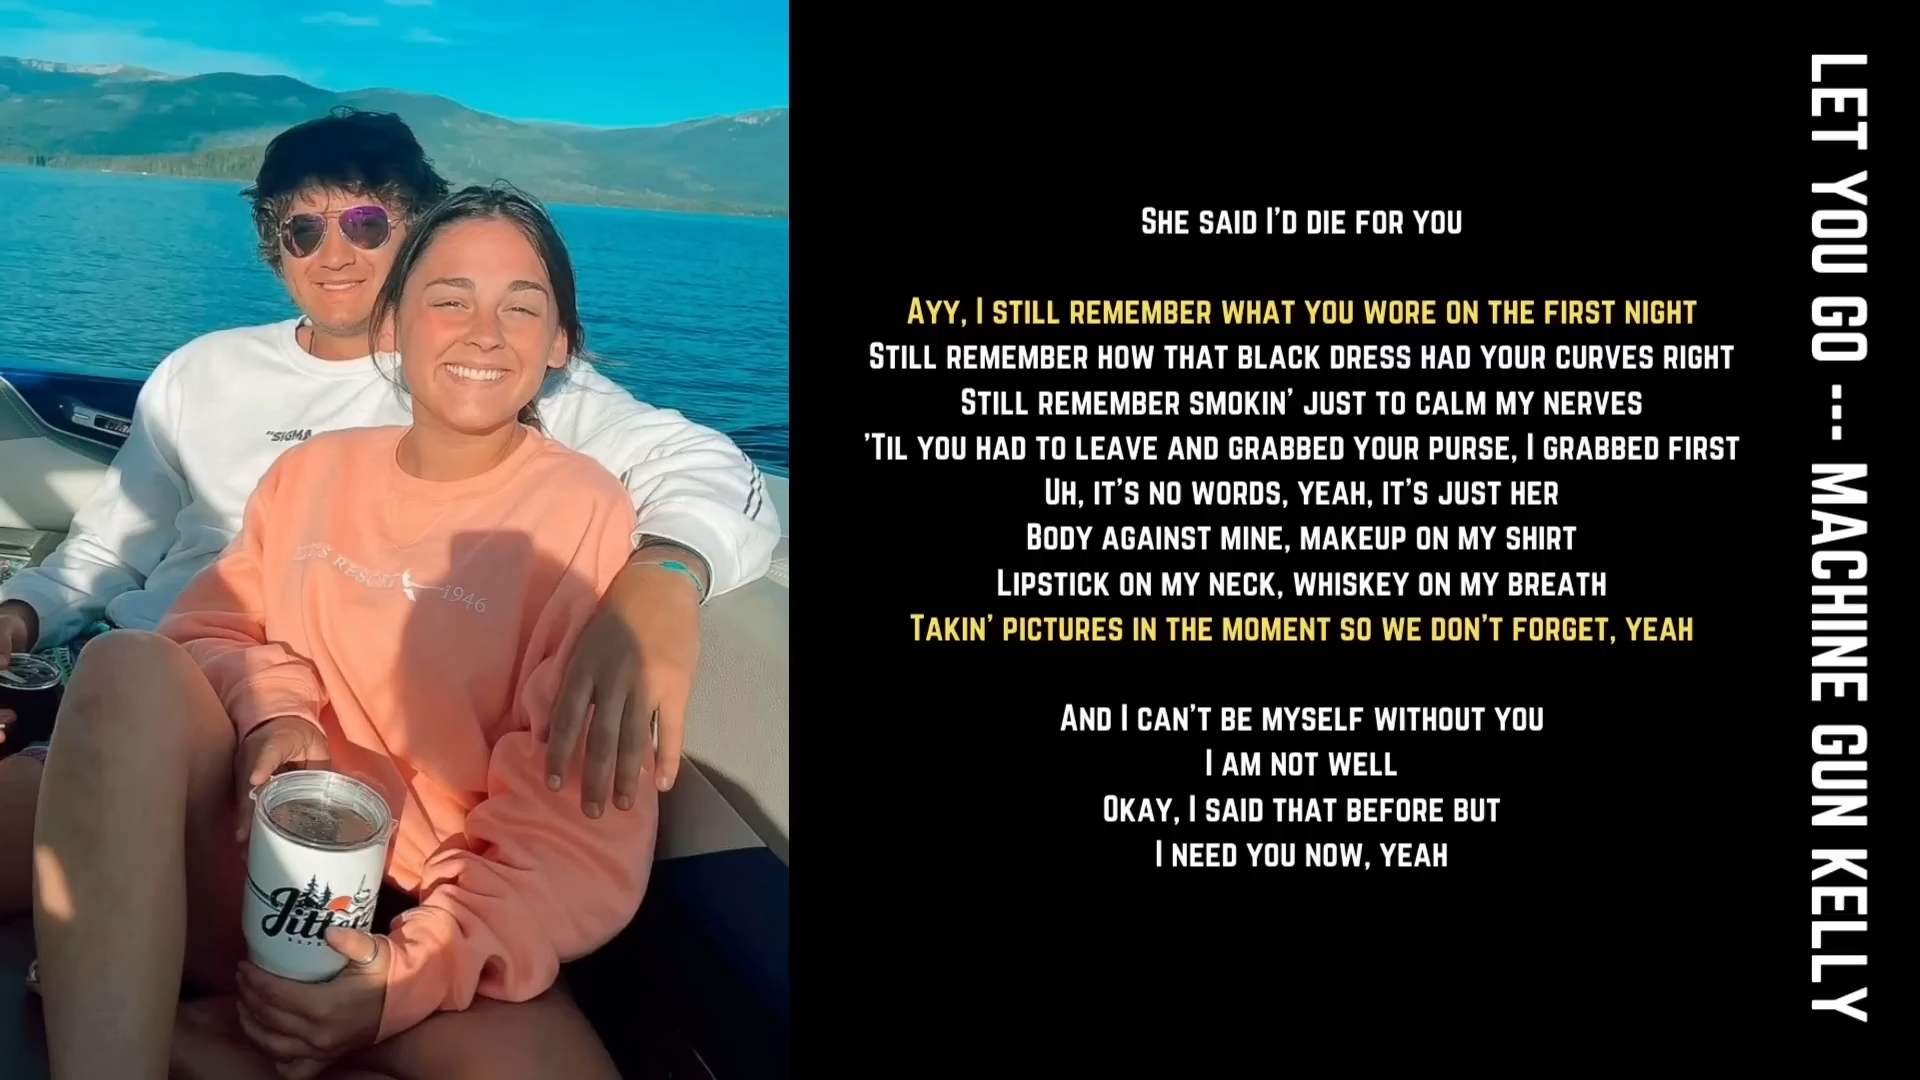 She said I'd die for you
Ayy, I still remember what you wore on the first night
Still remember how that black dress had your curves right
Still remember smokin' just to calm my nerves
'Til you had to leave and grabbed your purse, I grabbed first
Uh, it's no words, yeah, it's just her
Body against mine, makeup on my shirt
Lipstick on my neck, whiskey on my breath
Takin' pictures in the moment so we don't forget, yeah
And I can't be myself without you
I am not well
Okay, I said that before but
I need you now, yeah
LET YOU GO --- MACHINE GUN KELLY
"SIGMA
RESORT 1946